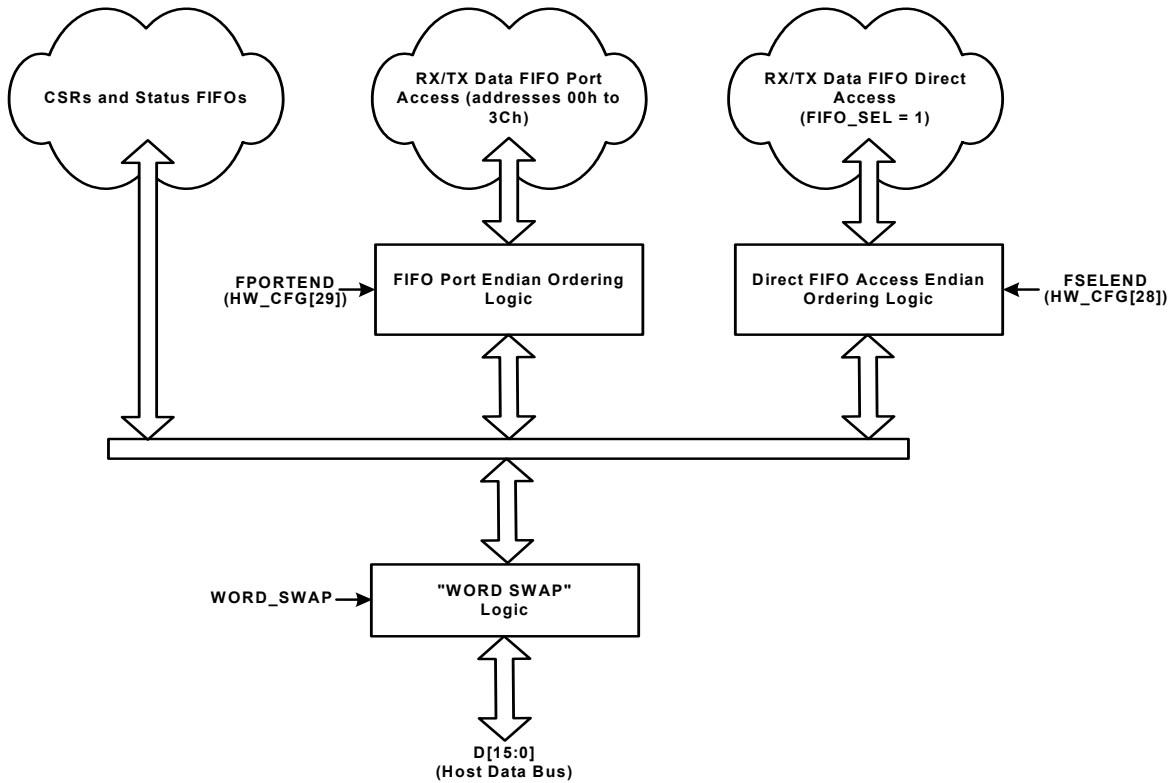 CSRs and Status FIFOs
RX/TX Data FIFO Port
Access (addresses 00h to
3Ch)
RX/TX Data FIFO Direct
Access
(FIFO_SEL = 1)
FPORTEND
(HW_CFG[29])
FIFO Port Endian Ordering
Logic
Direct FIFO Access Endian
Ordering Logic
FSELEND
(HW_CFG[28])
WORD_SWAP
"WORD SWAP"
Logic
D[15:0]
(Host Data Bus)